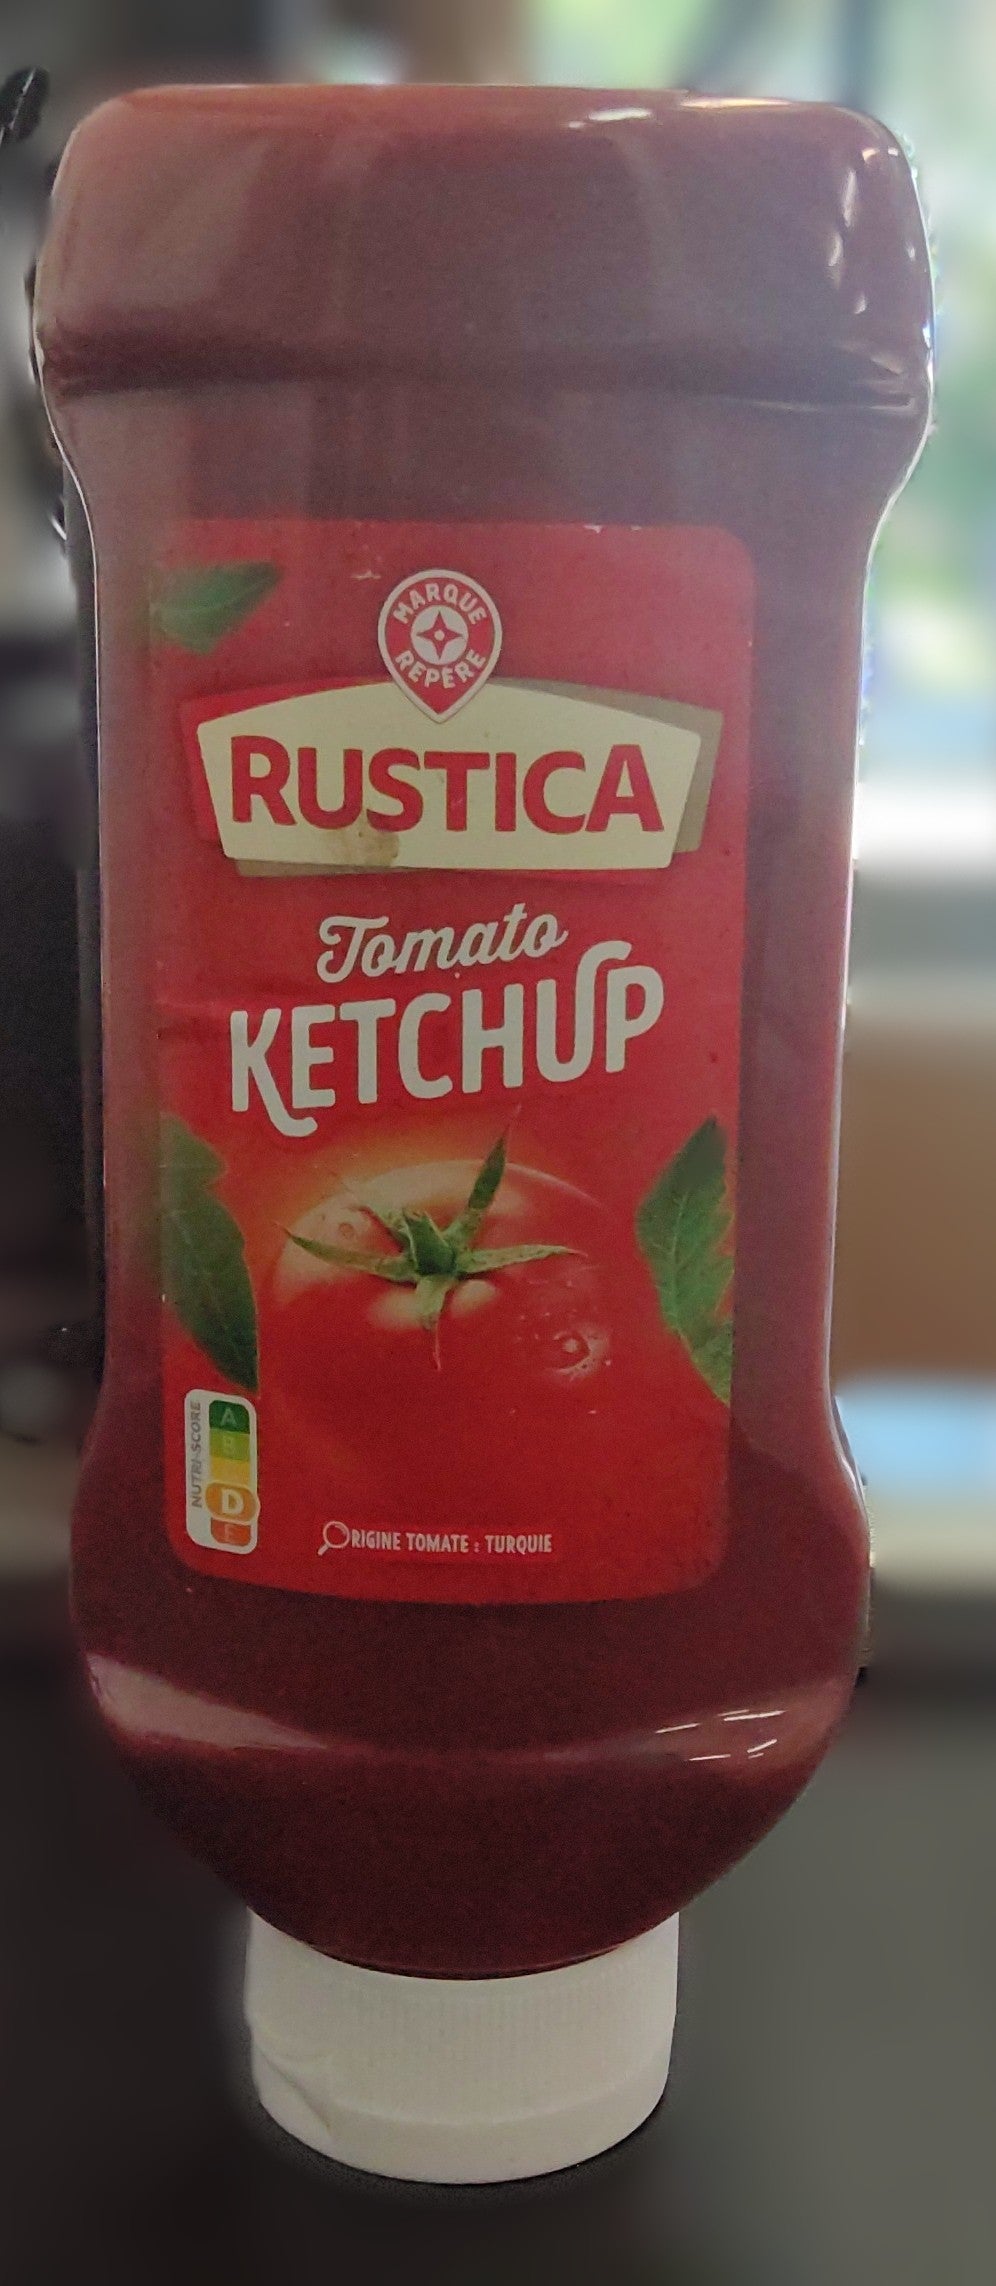 MARQUE
REPÈRE
RUSTICA
Tomato
KETCHUP
NUTRI-SCORE
A
B
D
E
ORIGINE TOMATE : TURQUIE